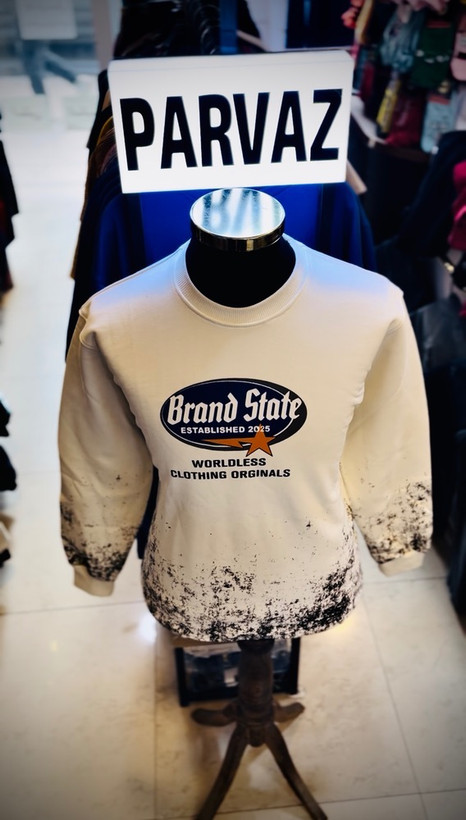 PARVAZ
Brand State
ESTABLISHED 2025
WORLDLESS
CLOTHING ORGINALS